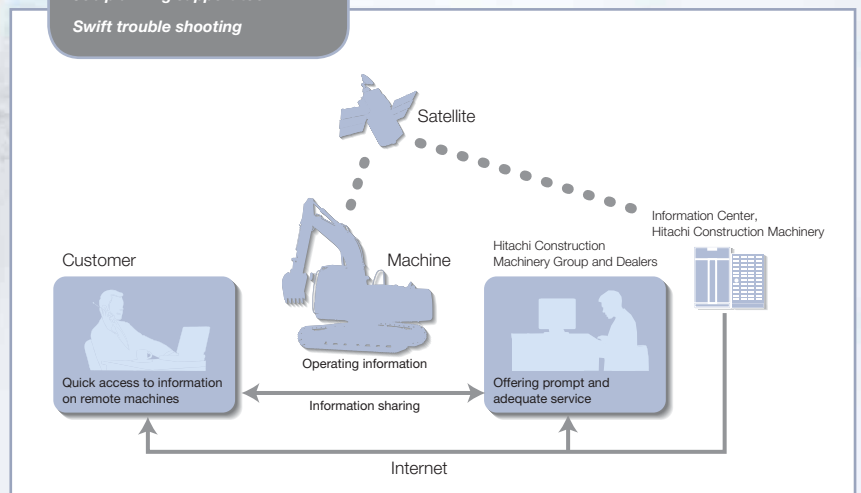 Swift trouble shooting
Satellite
Information Center,
Hitachi Construction Machinery
Hitachi Construction
Machinery Group and Dealers
Customer
Machine
Operating information
Quick access to information
on remote machines
Offering prompt and
adequate service
Information sharing
Internet